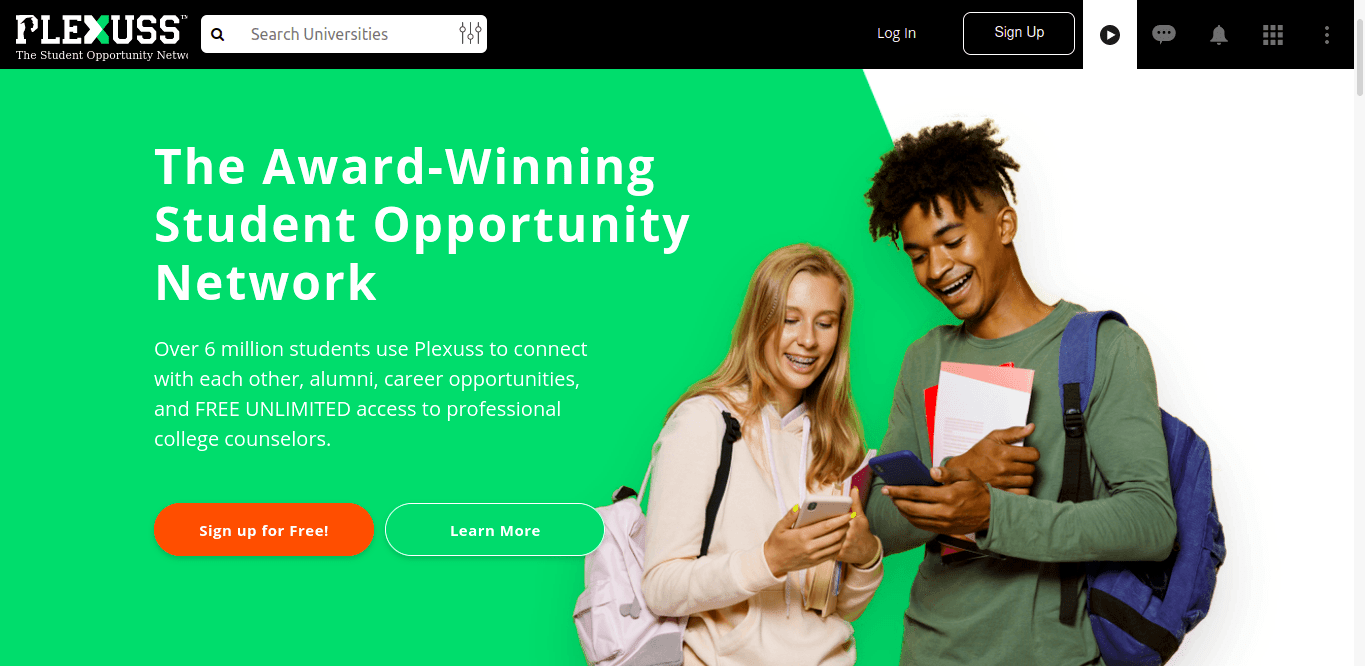 PLEXUSS™
The Student Opportunity Netw
Search Universities
Log In
Sign Up
The Award-Winning
Student Opportunity
Network
Over 6 million students use Plexuss to connect
with each other, alumni, career opportunities,
and FREE UNLIMITED access to professional
college counselors.
Sign up for Free!
Learn More